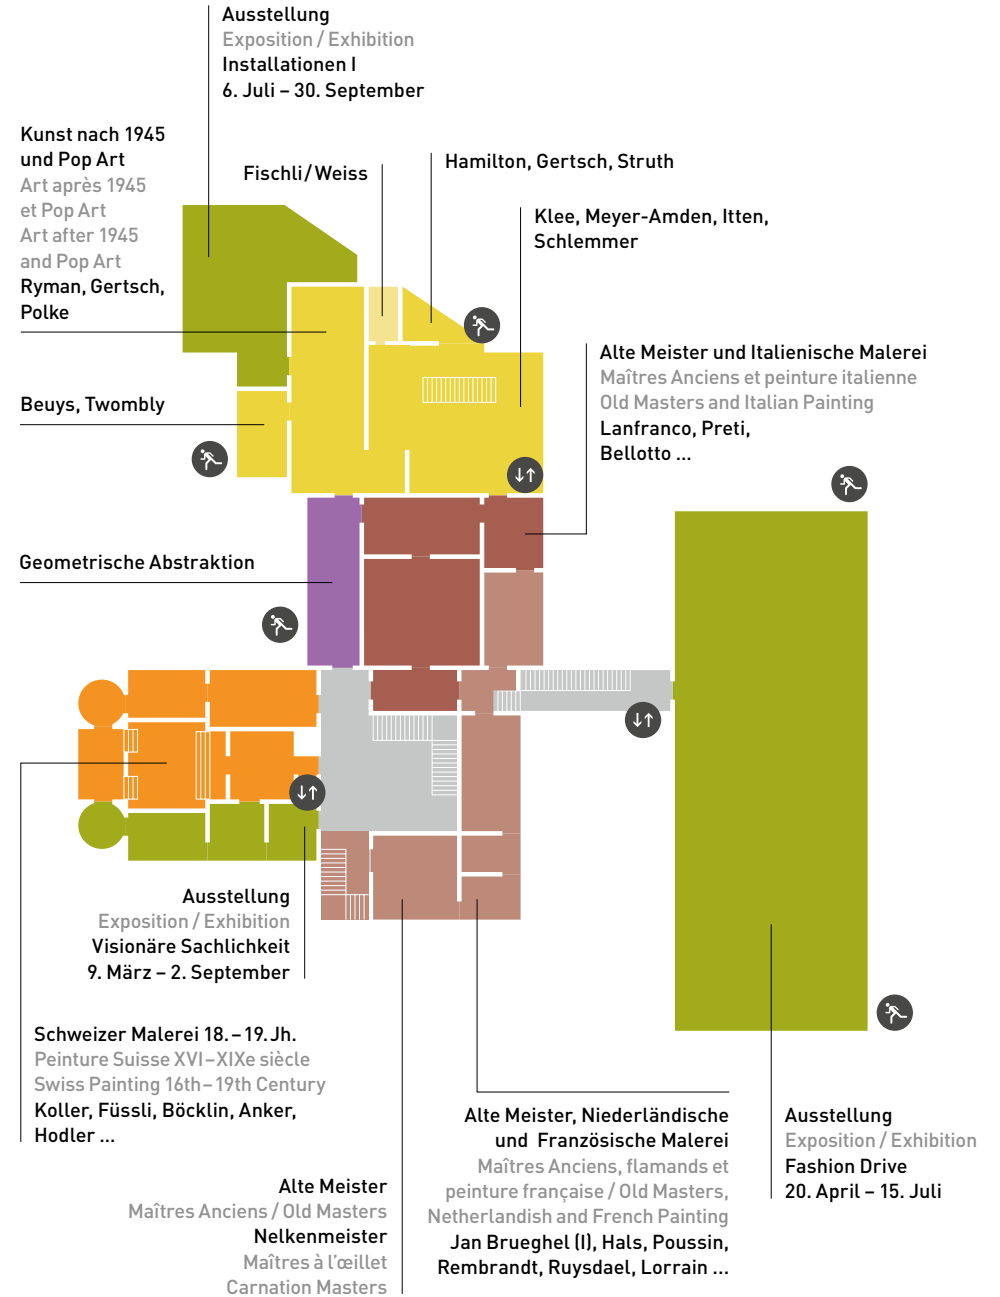 Ausstellung
Exposition / Exhibition
Installationen I
6. Juli – 30. September
Kunst nach 1945
und Pop Art
Art après 1945
et Pop Art
Art after 1945
and Pop Art
Ryman, Gertsch,
Polke
Fischli / Weiss
Hamilton, Gertsch, Struth
Klee, Meyer-Amden, Itten,
Schlemmer
Alte Meister und Italienische Malerei
Maîtres Anciens et peinture italienne
Old Masters and Italian Painting
Lanfranco, Preti,
Bellotto ...
Beuys, Twombly
Geometrische Abstraktion
Ausstellung
Exposition / Exhibition
Visionäre Sachlichkeit
9. März – 2. September
Schweizer Malerei 18. – 19. Jh.
Peinture Suisse XVI – XIXe siècle
Swiss Painting 16th – 19th Century
Koller, Füssli, Böcklin, Anker,
Hodler ...
Alte Meister
Maîtres Anciens / Old Masters
Nelkenmeister
Maîtres à l'œillet
Carnation Masters
Alte Meister, Niederländische
und Französische Malerei
Maîtres Anciens, flamands et
peinture française / Old Masters,
Netherlandish and French Painting
Jan Brueghel (I), Hals, Poussin,
Rembrandt, Ruysdael, Lorrain ...
Ausstellung
Exposition / Exhibition
Fashion Drive
20. April – 15. Juli